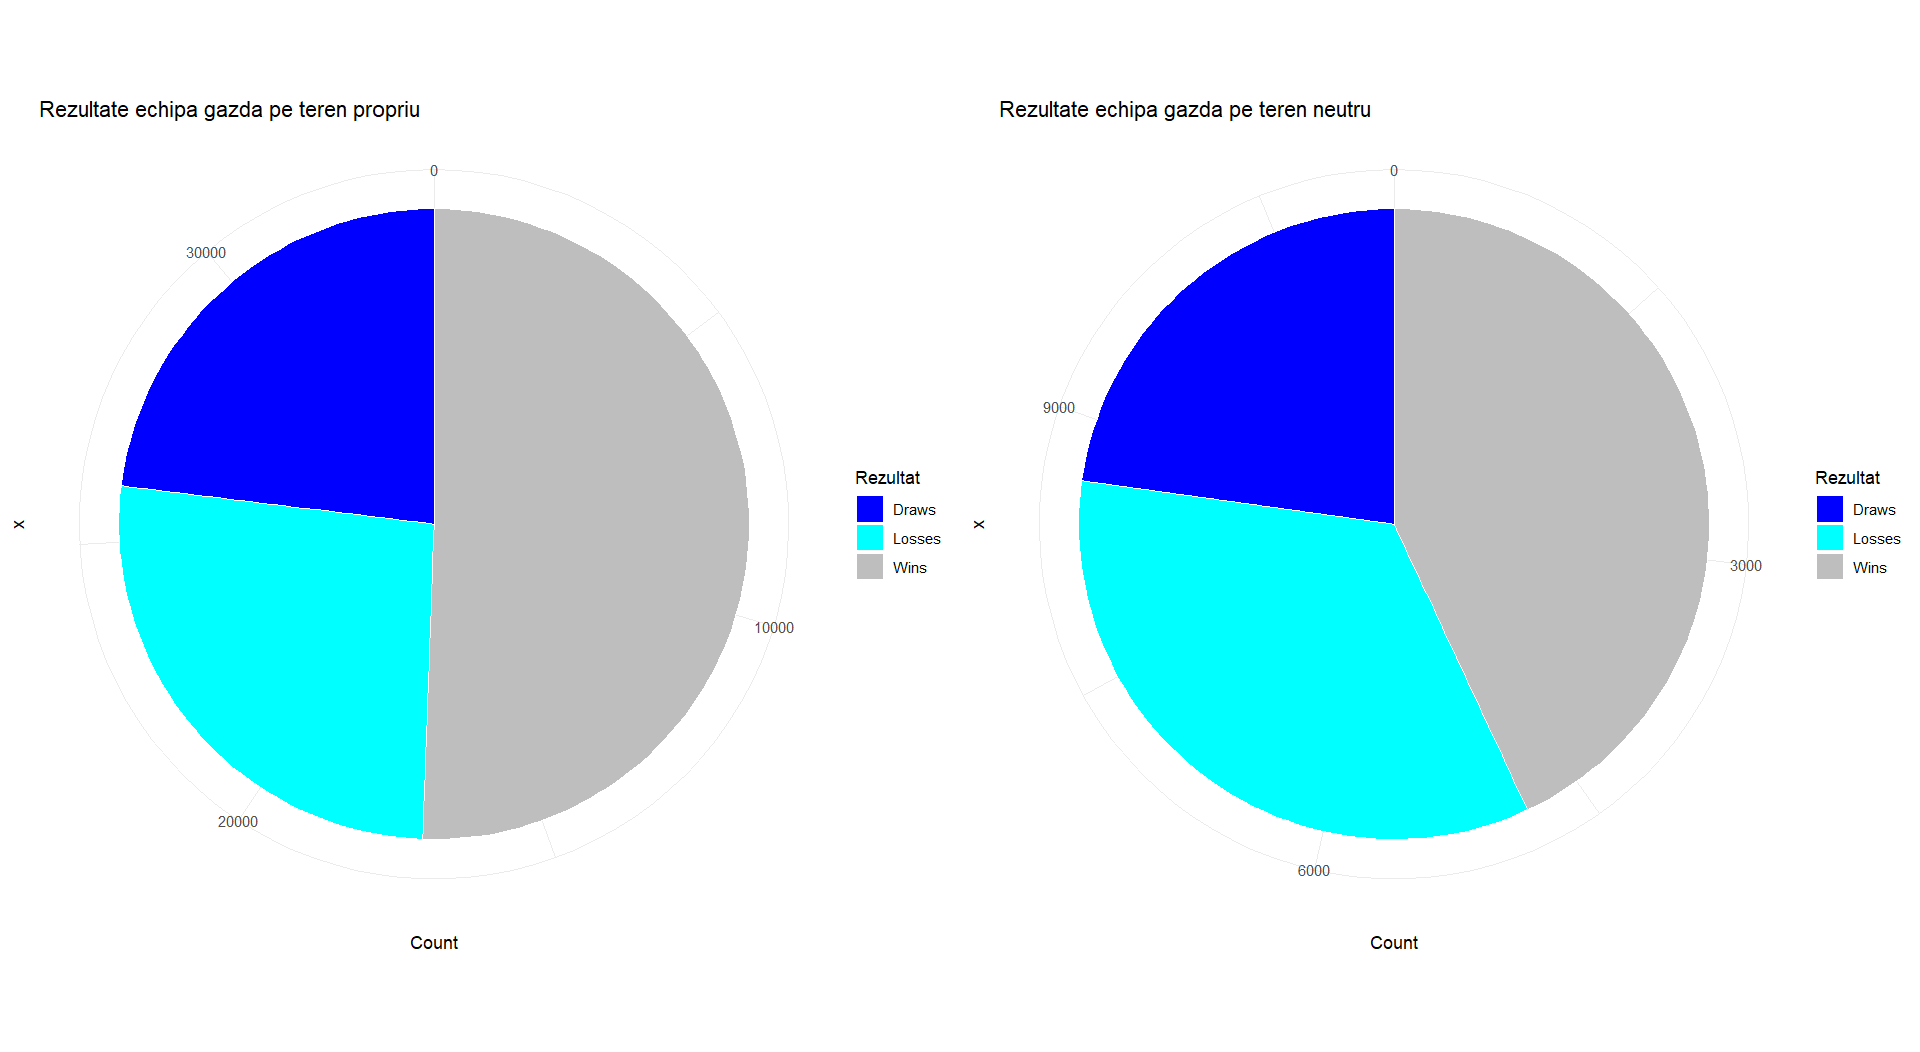 Rezultate echipa gazda pe teren propriu
0
30000
10000
20000
x
Count
Rezultat
Draws
Losses
Wins
Rezultate echipa gazda pe teren neutru
0
9000
3000
6000
x
Count
Rezultat
Draws
Losses
Wins